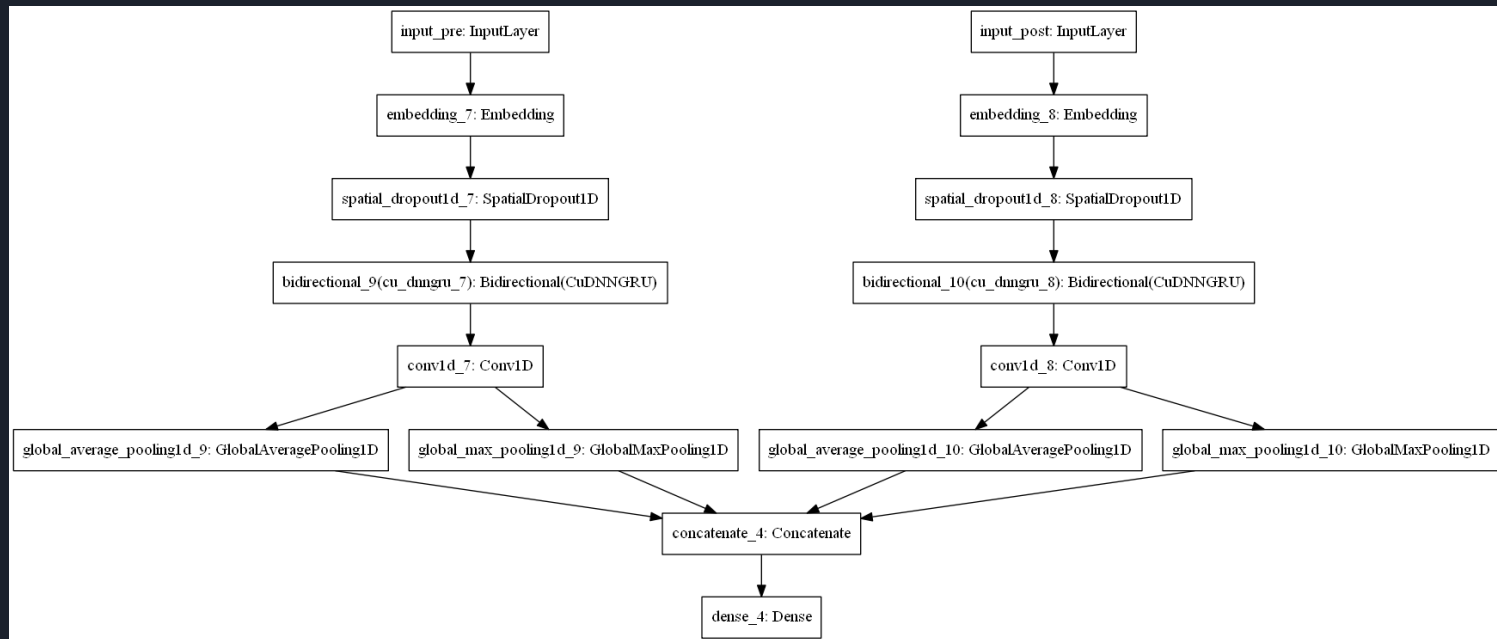 input_pre: InputLayer
input_post: InputLayer
embedding_7: Embedding
embedding_8: Embedding
spatial_dropout1d_7: SpatialDropout1D
spatial_dropout1d_8: SpatialDropout1D
bidirectional_9(cu_dnngru_7): Bidirectional(CuDNNGRU)
bidirectional_10(cu_dnngru_8): Bidirectional(CuDNNGRU)
conv1d_7: Conv1D
conv1d_8: Conv1D
global_average_pooling1d_9: GlobalAveragePooling1D
global_max_pooling1d_9: GlobalMaxPooling1D
global_average_pooling1d_10: GlobalAveragePooling1D
global_max_pooling1d_10: GlobalMaxPooling1D
concatenate_4: Concatenate
dense_4: Dense